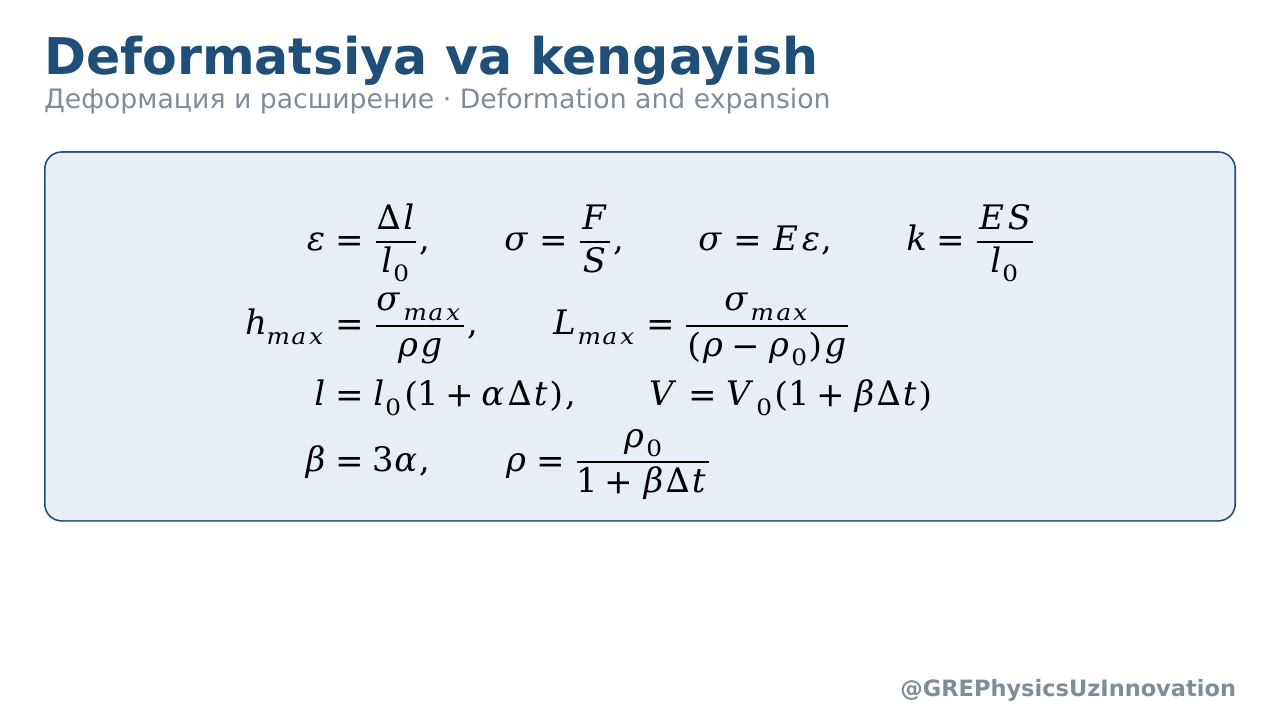 Deformatsiya va kengayish
Деформация и расширение · Deformation and expansion
ε = Δl/l₀, σ = F/S, σ = Eε, k = ES/l₀
h_max = σ_max/ρg, L_max = σ_max/(ρ − ρ₀)g
l = l₀(1 + αΔt), V = V₀(1 + βΔt)
β = 3α, ρ = ρ₀/1 + βΔt
@GREPhysicsUzInnovation